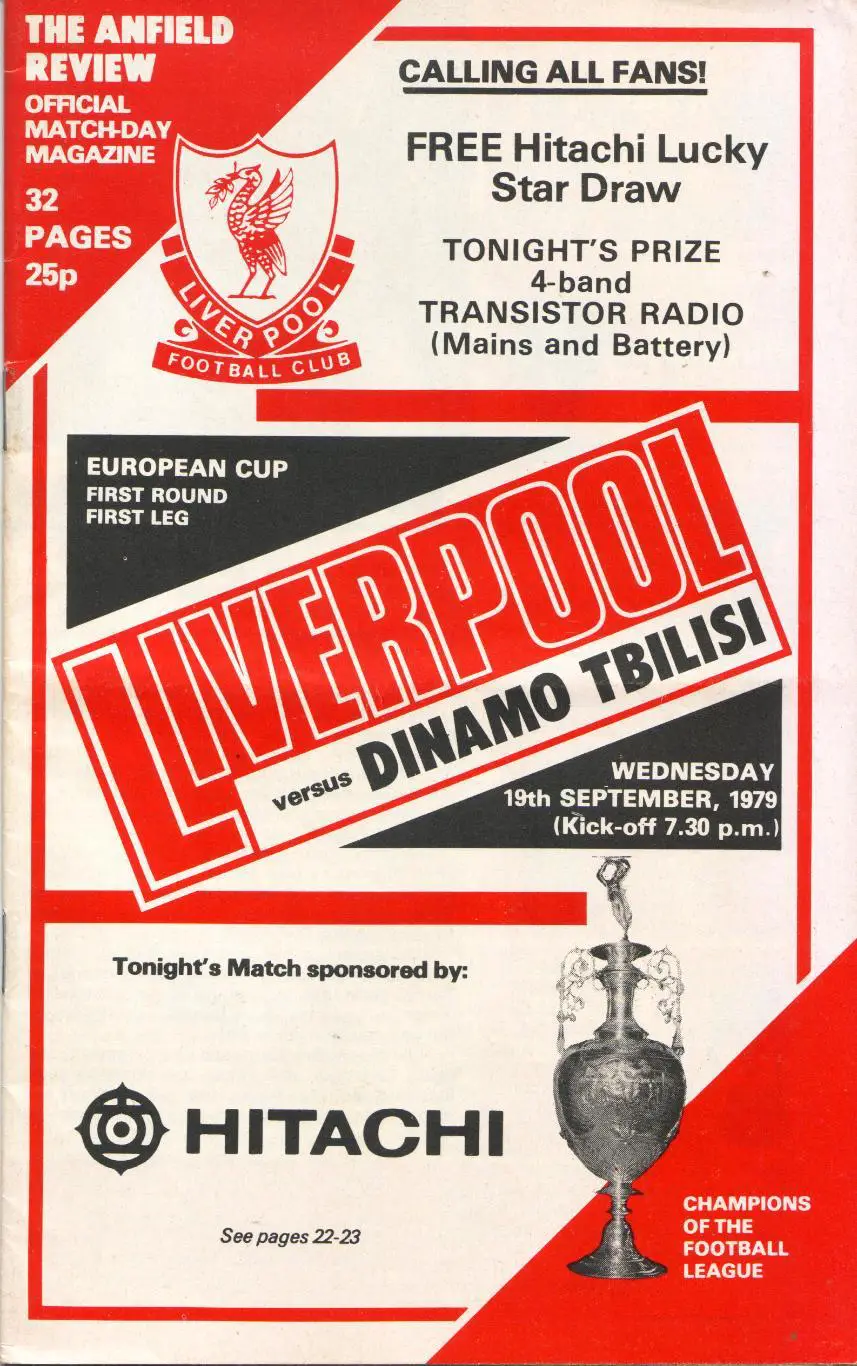 THE ANFIELD
REVIEW
OFFICIAL
MATCH-DAY
MAGAZINE
32
PAGES
25p
LIVERPOOL
FOOTBALL CLUB
CALLING ALL FANS!
FREE Hitachi Lucky
Star Draw
TONIGHT'S PRIZE
4-band
TRANSISTOR RADIO
(Mains and Battery)
EUROPEAN CUP
FIRST ROUND
FIRST LEG
LIVERPOOL
versus DINAMO TBILISI
WEDNESDAY
19th SEPTEMBER, 1979
(Kick-off 7.30 p.m.)
Tonight's Match sponsored by:
HITACHI
See pages 22-23
CHAMPIONS
OF THE
FOOTBALL
LEAGUE